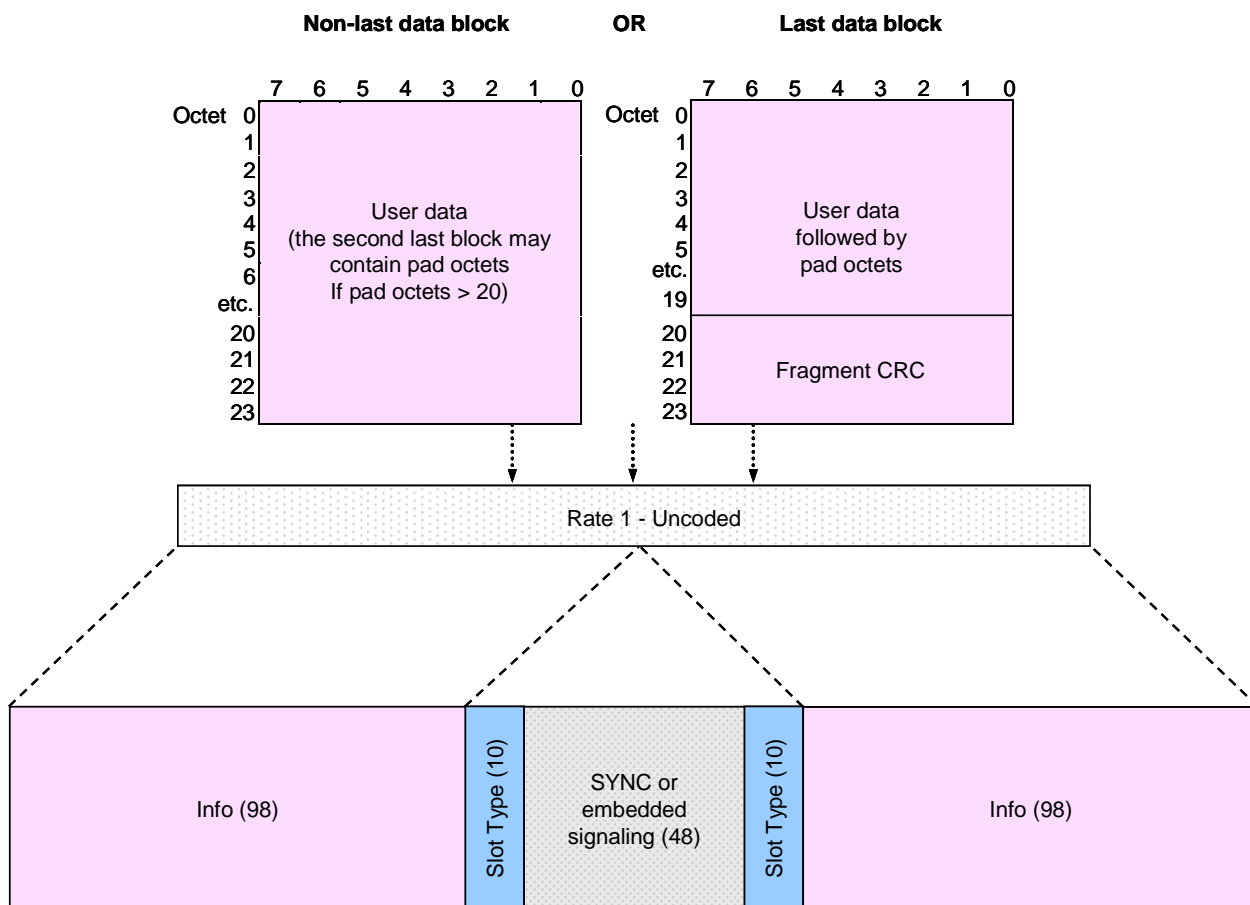 Non-last data block OR Last data block
7 6 5 4 3 2 1 0
Octet 0
1
2
3
4
5
6
etc.
20
21
22
23
User data
(the second last block may
contain pad octets
If pad octets > 20)
7 6 5 4 3 2 1 0
Octet 0
1
2
3
4
5
etc.
19
20
21
22
23
User data
followed by
pad octets
Fragment CRC
Rate 1 - Uncoded
Info (98)
Slot Type (10)
SYNC or
embedded
signaling (48)
Slot Type (10)
Info (98)